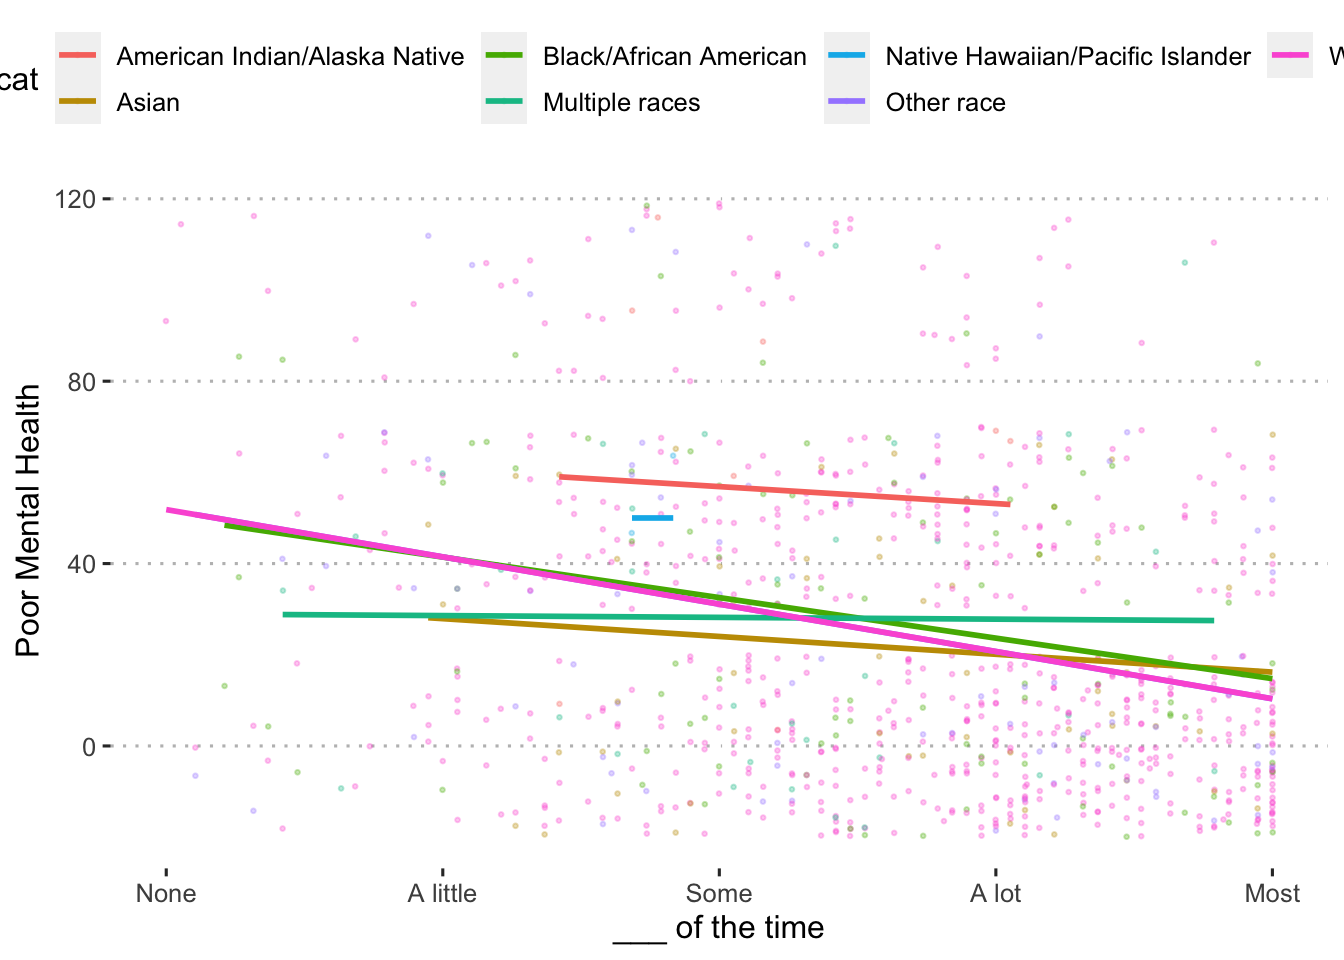 cat
American Indian/Alaska Native
Asian
Black/African American
Multiple races
Native Hawaiian/Pacific Islander
Other race
W
120
80
40
0
Poor Mental Health
None
A little
Some
A lot
Most
___ of the time